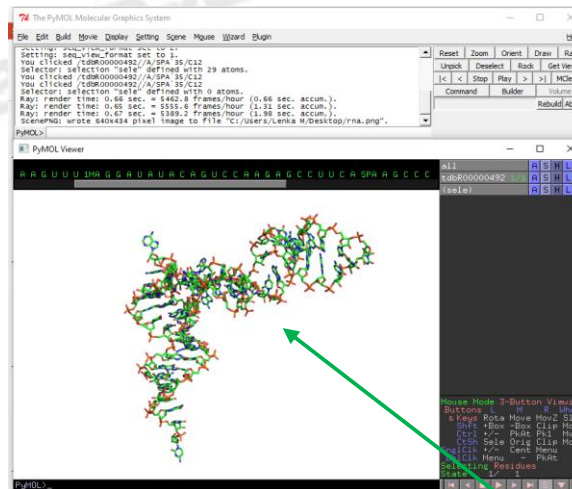 The PyMOL Molecular Graphics System
File Edit Build Movie Display Setting Scene Mouse Wizard Plugin
Setting: seq_view_format set to 1.
You clicked /tdbR00000492//A/SPA 35/C12
Selector: selection "sele" defined with 29 atoms.
You clicked /tdbR00000492//A/SPA 35/C12
Selector: selection "sele" defined with 0 atoms.
Ray: render time: 0.66 sec. = 5462.8 frames/hour (0.66 sec. accum.).
Ray: render time: 0.65 sec. = 5555.6 frames/hour (1.31 sec. accum.).
Ray: render time: 0.67 sec. = 5389.2 frames/hour (1.98 sec. accum.).
ScenePNG: wrote 640x434 pixel image to file "C:/Users/Lenka M/Desktop/rna.png".
PyMOL>
Reset Zoom Orient Draw
Unpick Deselect Rock Get
|< < Stop Play > >|
Command Builder Volume
Rebuild
PyMOL Viewer
A A G U U U 1MA G G A U A U A C A G U C C A A G A G C C U U C A SPA A G C C C
all A S H L
tdbR00000492 1/1 A S H L
(sele) A S H L
Mouse Mode 3-Button
Buttons L M R
& Keys Rota Move MovZ
Shft +Box -Box Clip
Ctrl +/- PkAt Pk1
CtSh Sele Orig Clip
SnglClk +/- Cent Menu
DblClk Menu - PkAt
Selecting Residues
State 1/ 1
PyMOL>_